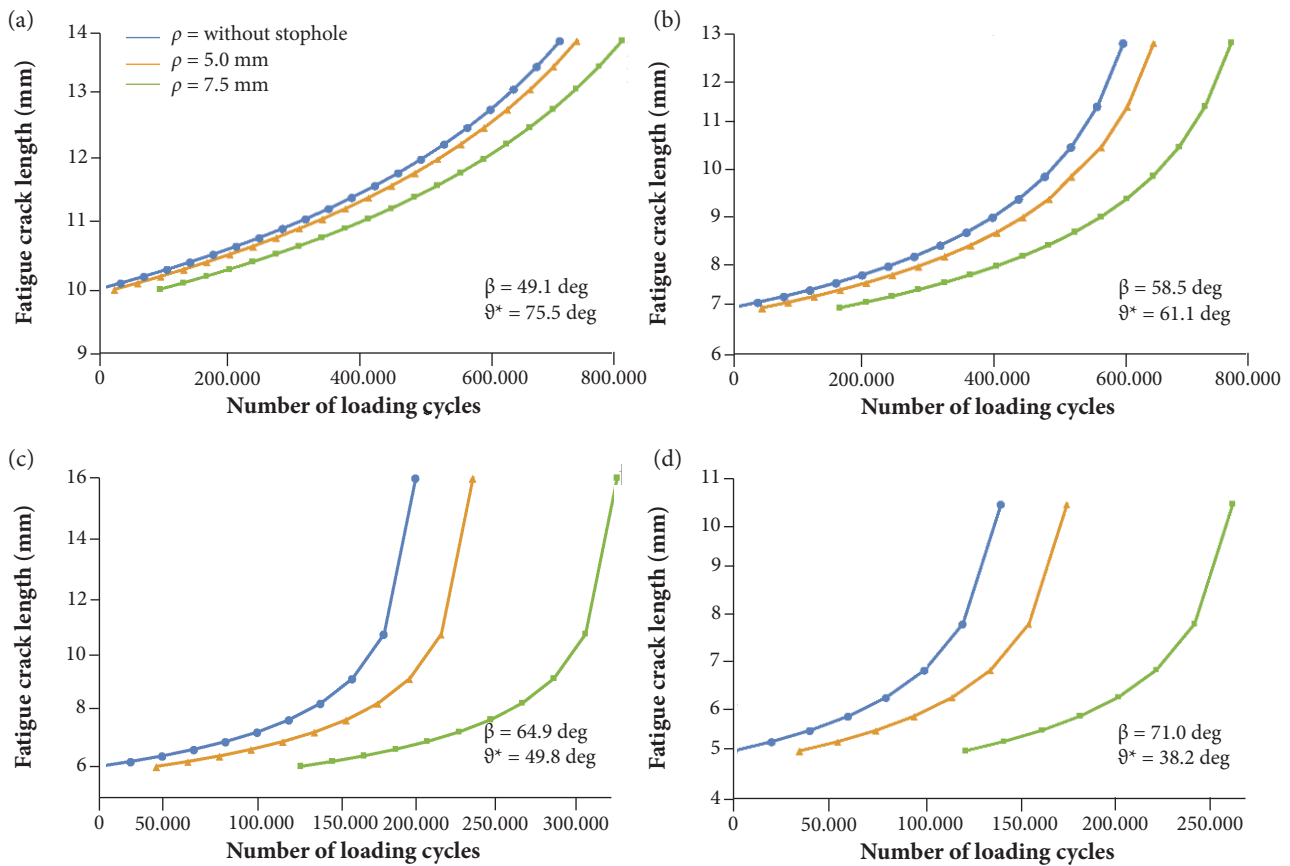 (a)
Fatigue crack length (mm)
14
13
12
11
10
9
ρ = without stophole
ρ = 5.0 mm
ρ = 7.5 mm
β = 49.1 deg
ϑ* = 75.5 deg
0 200.000 400.000 600.000 800.000
Number of loading cycles
(b)
Fatigue crack length (mm)
13
12
11
10
9
8
7
6
β = 58.5 deg
ϑ* = 61.1 deg
0 200.000 400.000 600.000 800.000
Number of loading cycles
(c)
Fatigue crack length (mm)
16
14
12
10
8
6
β = 64.9 deg
ϑ* = 49.8 deg
0 50.000 100.000 150.000 200.000 250.000 300.000
Number of loading cycles
(d)
Fatigue crack length (mm)
11
10
9
8
7
6
5
4
β = 71.0 deg
ϑ* = 38.2 deg
0 50.000 100.000 150.000 200.000 250.000
Number of loading cycles